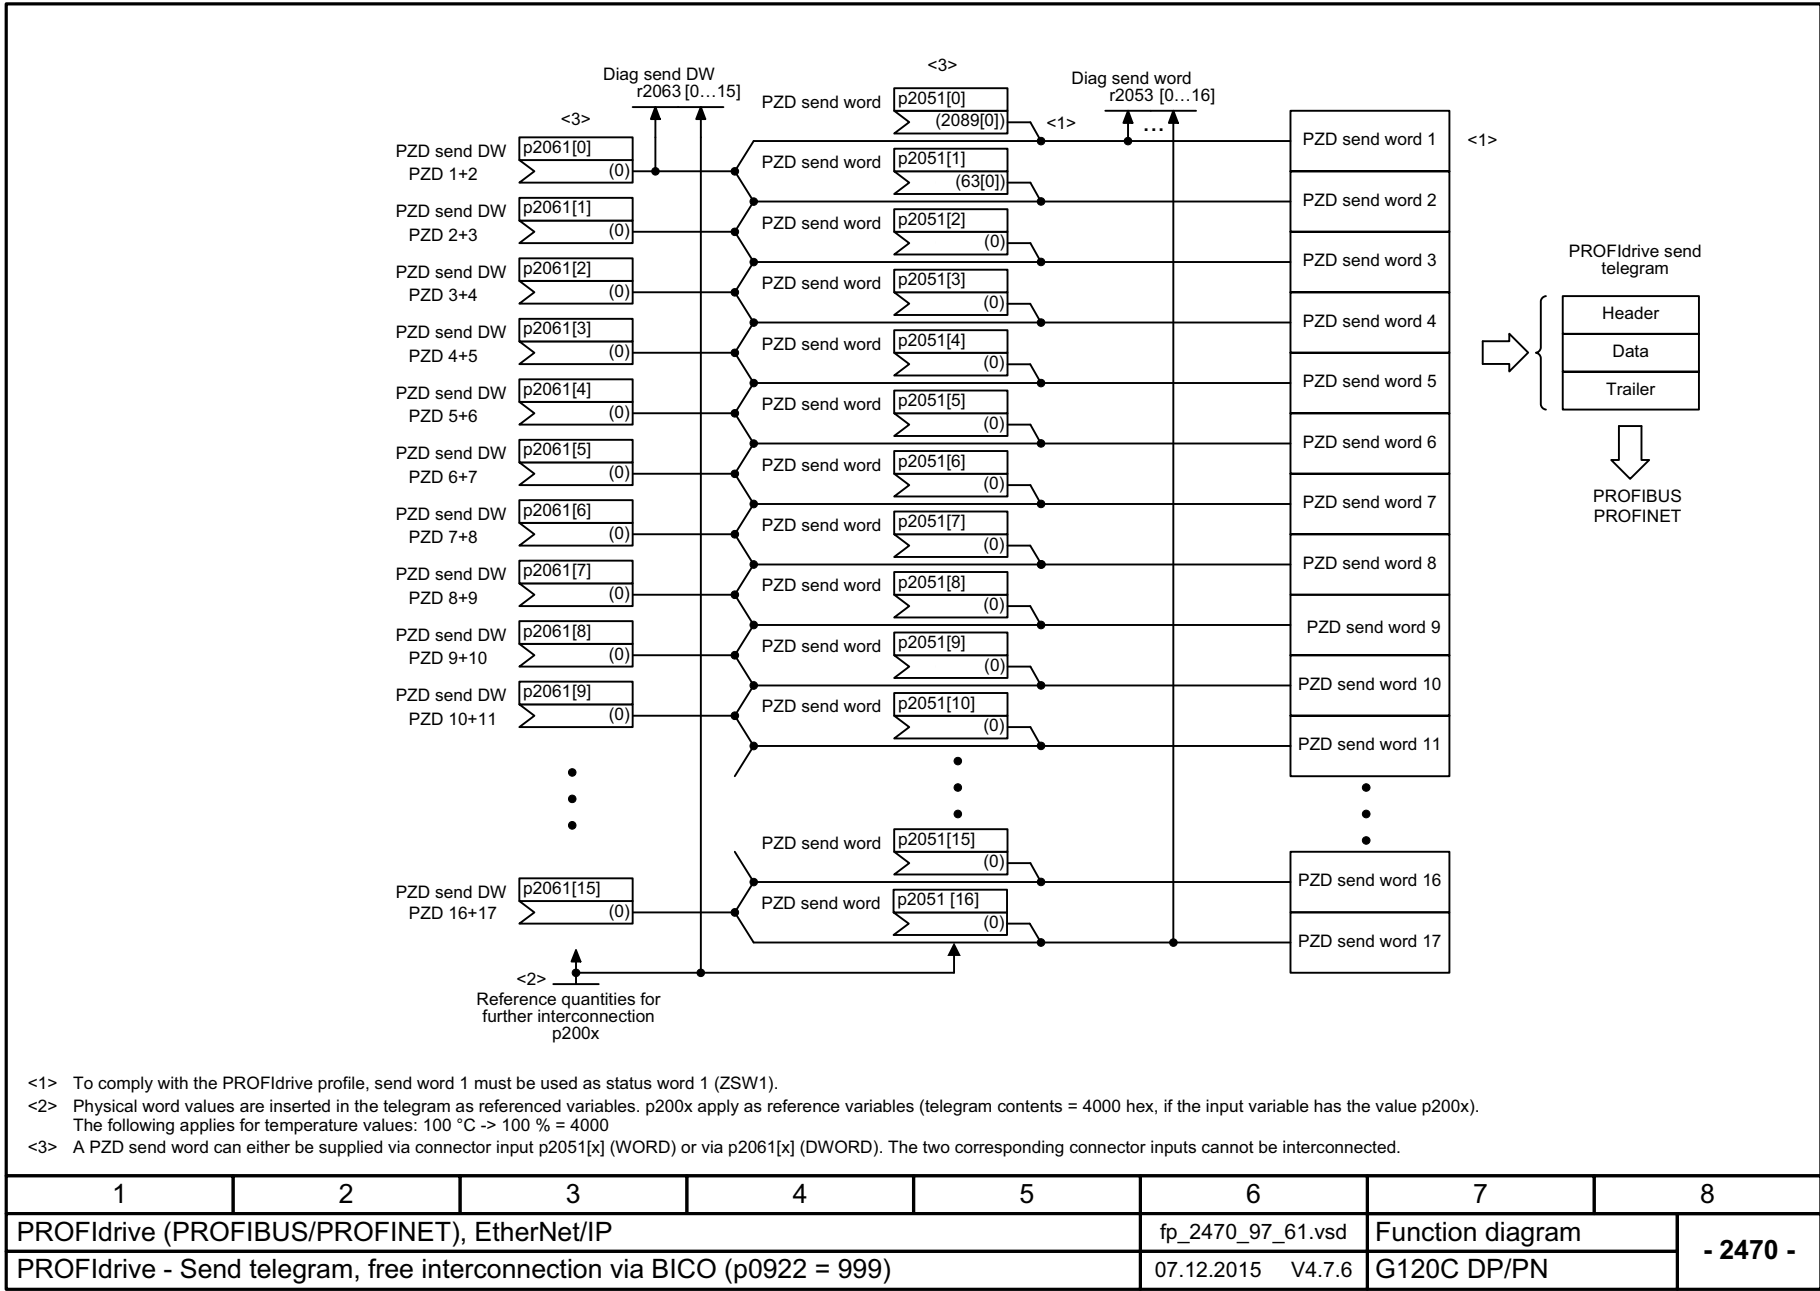 <3>
Diag send DW
r2063 [0…15]
<3>
PZD send word
p2051[0]
(2089[0])
<1>
Diag send word
r2053 [0…16]
...
PZD send word 1
<1>
PZD send DW
PZD 1+2
p2061[0]
(0)
PZD send word
p2051[1]
(63[0])
PZD send word 2
PZD send DW
PZD 2+3
p2061[1]
(0)
PZD send word
p2051[2]
(0)
PZD send word 3
PZD send DW
PZD 3+4
p2061[2]
(0)
PZD send word
p2051[3]
(0)
PZD send word 4
PZD send DW
PZD 4+5
p2061[3]
(0)
PZD send word
p2051[4]
(0)
PZD send word 5
PZD send DW
PZD 5+6
p2061[4]
(0)
PZD send word
p2051[5]
(0)
PZD send word 6
PZD send DW
PZD 6+7
p2061[5]
(0)
PZD send word
p2051[6]
(0)
PZD send word 7
PZD send DW
PZD 7+8
p2061[6]
(0)
PZD send word
p2051[7]
(0)
PZD send word 8
PZD send DW
PZD 8+9
p2061[7]
(0)
PZD send word
p2051[8]
(0)
PZD send word 9
PZD send DW
PZD 9+10
p2061[8]
(0)
PZD send word
p2051[9]
(0)
PZD send word 10
PZD send DW
PZD 10+11
p2061[9]
(0)
PZD send word
p2051[10]
(0)
PZD send word 11
PZD send word
p2051[15]
(0)
PZD send word 16
PZD send DW
PZD 16+17
p2061[15]
(0)
PZD send word
p2051 [16]
(0)
PZD send word 17
PROFIdrive send
telegram
Header
Data
Trailer
PROFIBUS
PROFINET
<2>
Reference quantities for
further interconnection
p200x
<1> To comply with the PROFIdrive profile, send word 1 must be used as status word 1 (ZSW1).
<2> Physical word values are inserted in the telegram as referenced variables. p200x apply as reference variables (telegram contents = 4000 hex, if the input variable has the value p200x).
The following applies for temperature values: 100 °C -> 100 % = 4000
<3> A PZD send word can either be supplied via connector input p2051[x] (WORD) or via p2061[x] (DWORD). The two corresponding connector inputs cannot be interconnected.
1 2 3 4 5 6 7 8
PROFIdrive (PROFIBUS/PROFINET), EtherNet/IP
fp_2470_97_61.vsd
Function diagram
- 2470 -
PROFIdrive - Send telegram, free interconnection via BICO (p0922 = 999)
07.12.2015 V4.7.6
G120C DP/PN